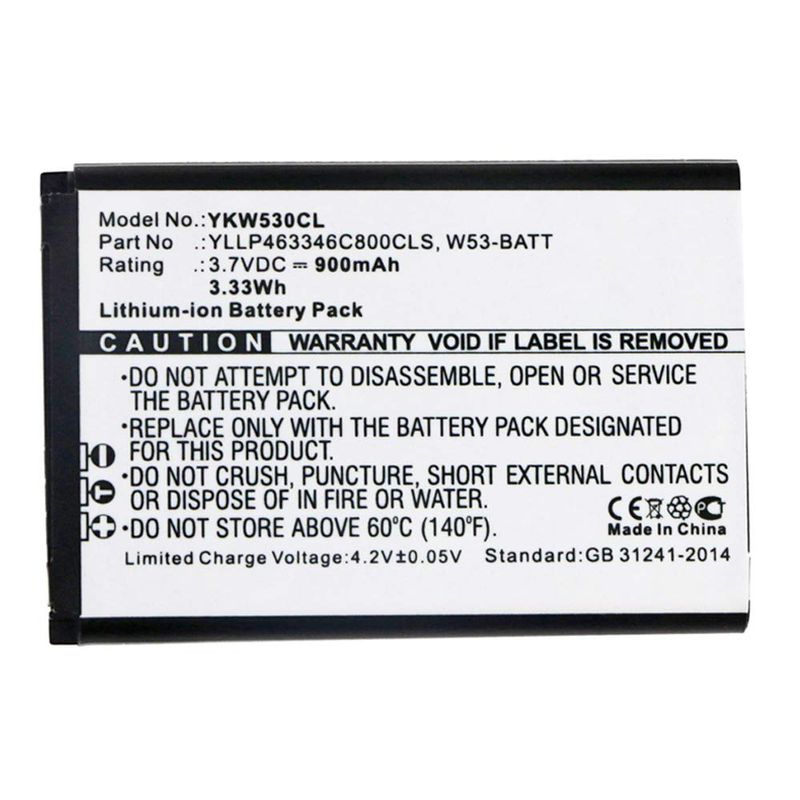 Model No.: YKW530CL
Part No : YLLP463346C800CLS, W53-BATT
Rating : 3.7VDC ⎓ 900mAh
3.33Wh
Lithium-ion Battery Pack
CAUTION WARRANTY VOID IF LABEL IS REMOVED
·DO NOT ATTEMPT TO DISASSEMBLE, OPEN OR SERVICE
THE BATTERY PACK.
·REPLACE ONLY WITH THE BATTERY PACK DESIGNATED
FOR THIS PRODUCT.
·DO NOT CRUSH, PUNCTURE, SHORT EXTERNAL CONTACTS
OR DISPOSE OF IN FIRE OR WATER.
·DO NOT STORE ABOVE 60ºC (140ºF).
- T +
CE
Made In China
Limited Charge Voltage:4.2V±0.05V Standard:GB 31241-2014